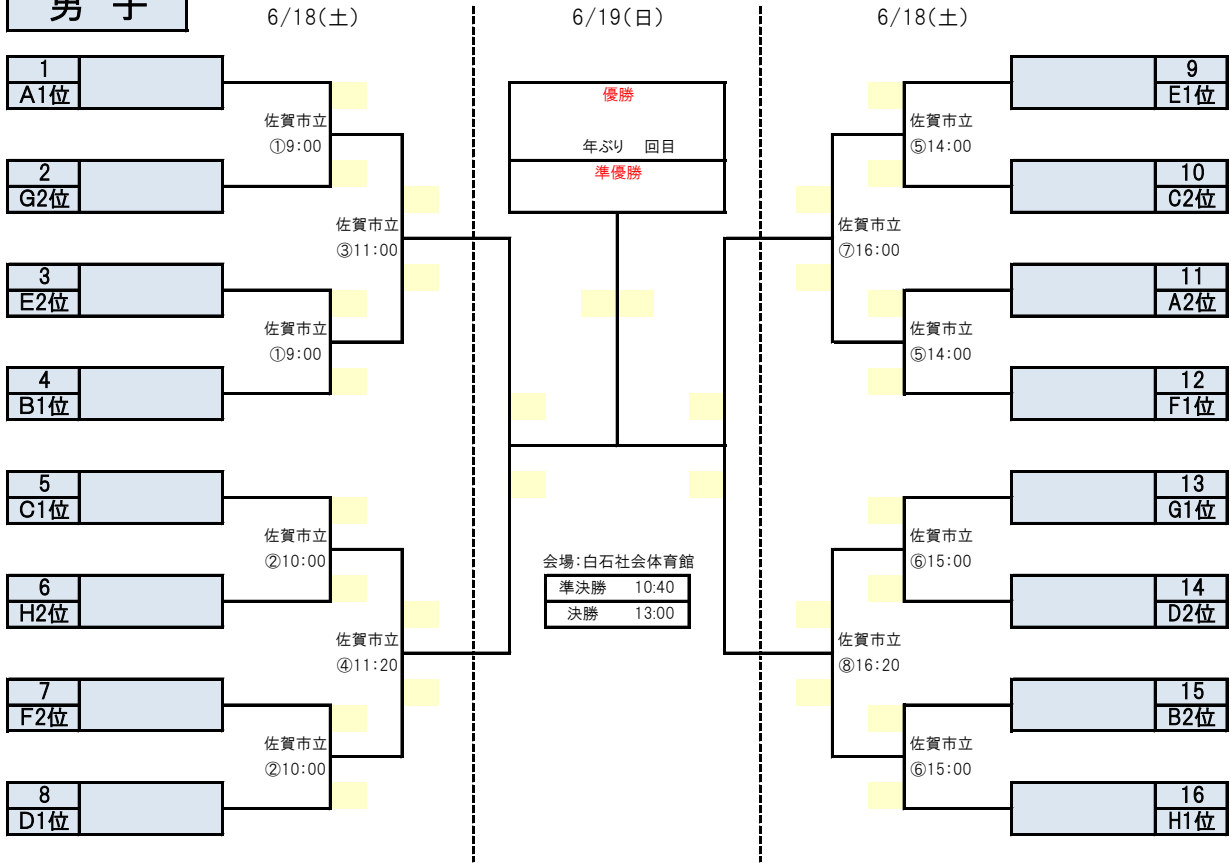 男 子
6/18(土)
6/19(日)
6/18(土)
1
A1位
2
G2位
3
E2位
4
B1位
5
C1位
6
H2位
7
F2位
8
D1位
佐賀市立
①9:00
佐賀市立
①9:00
佐賀市立
②10:00
佐賀市立
②10:00
佐賀市立
③11:00
佐賀市立
④11:20
優勝
年ぶり 回目
準優勝
会場:白石社会体育館
準決勝 10:40
決勝 13:00
佐賀市立
⑦16:00
佐賀市立
⑧16:20
佐賀市立
⑤14:00
佐賀市立
⑤14:00
佐賀市立
⑥15:00
佐賀市立
⑥15:00
9
E1位
10
C2位
11
A2位
12
F1位
13
G1位
14
D2位
15
B2位
16
H1位